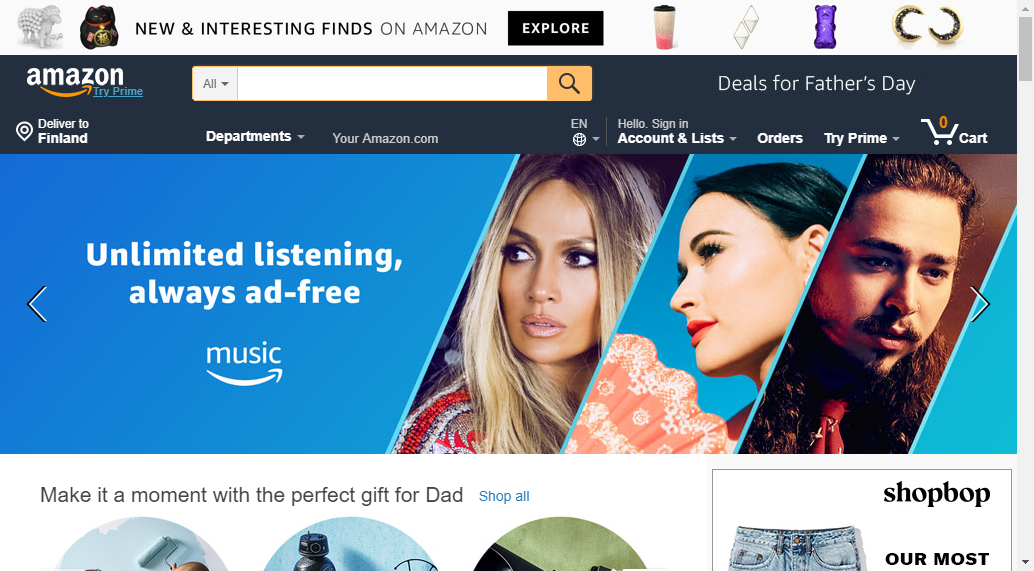 NEW & INTERESTING FINDS ON AMAZON EXPLORE
amazon
Try Prime
All
Deals for Father's Day
Deliver to
Finland
Departments
Your Amazon.com
EN
Hello. Sign in
Account & Lists
Orders
Try Prime
0
Cart
Unlimited listening,
always ad-free
music
Make it a moment with the perfect gift for Dad Shop all
shopbop
OUR MOST